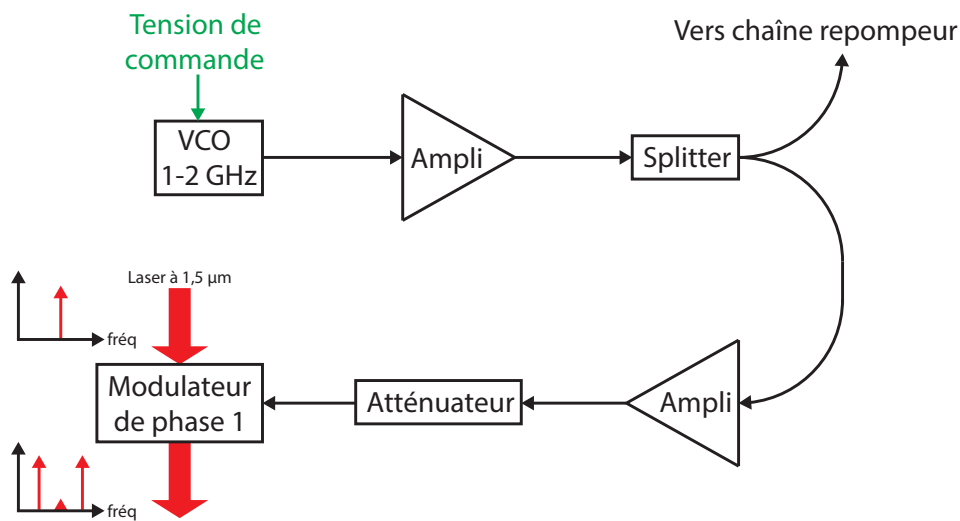 Tension de
commande
Vers chaîne repompeur
VCO
1-2 GHz
Ampli
Splitter
Laser à 1,5 µm
fréq
Modulateur
de phase 1
Atténuateur
Ampli
fréq